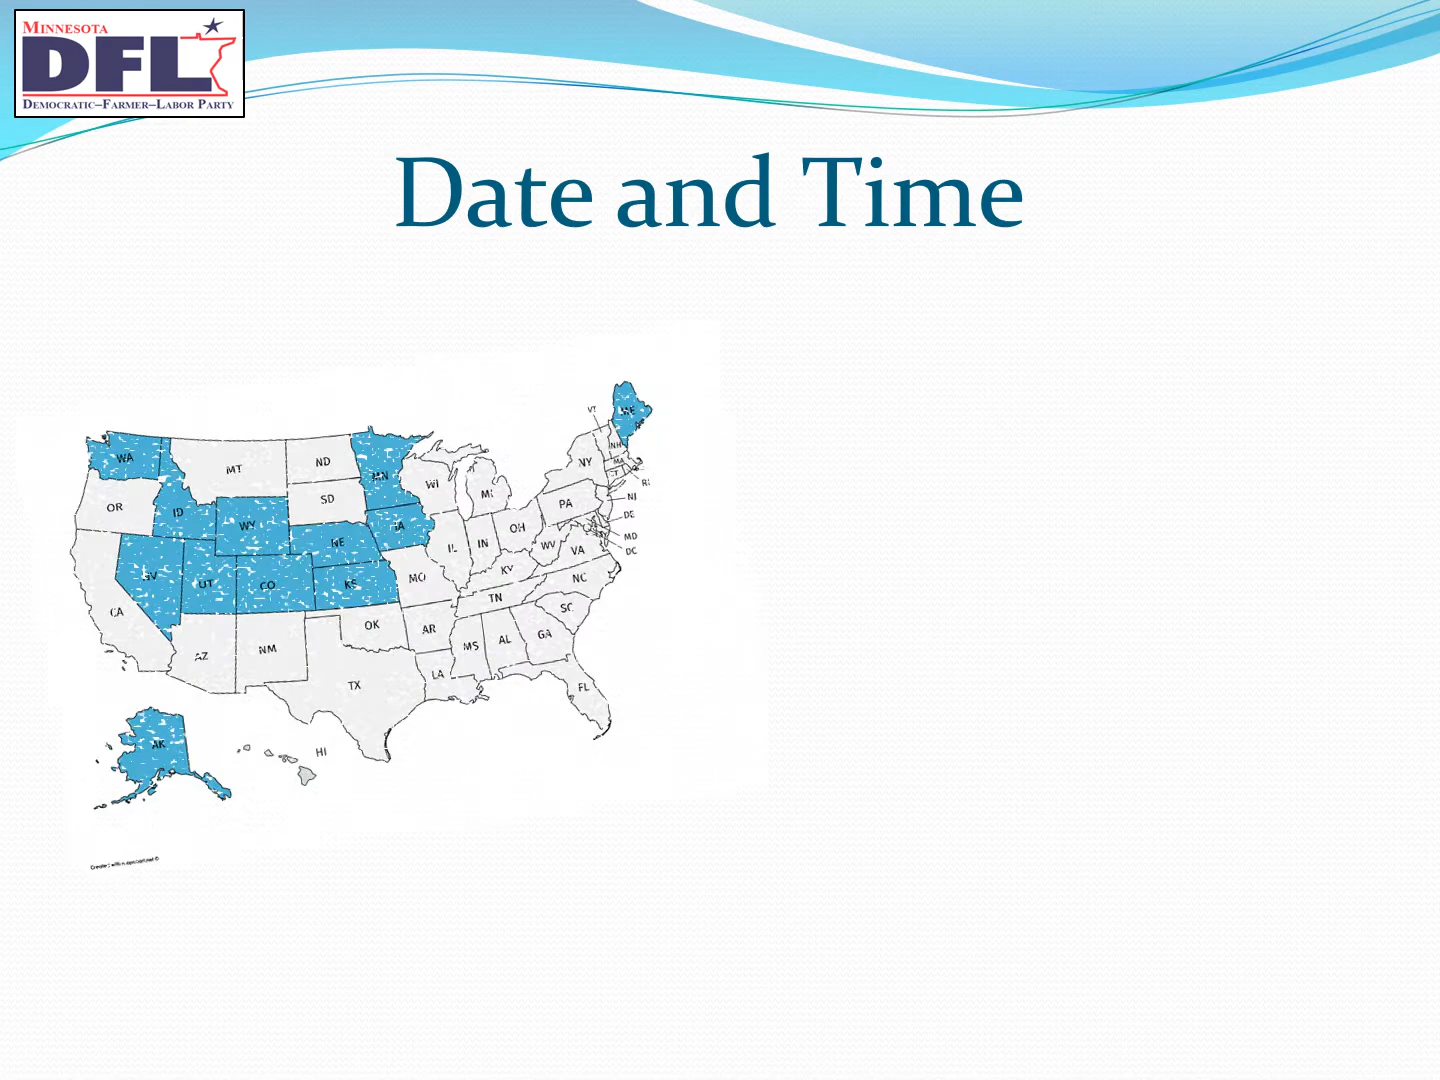 MINNESOTA
DFL
DEMOCRATIC–FARMER–LABOR PARTY
Date and Time
ME
VT
NH
WA
MT
ND
MN
WI
NY
MA
CT
RI
OR
ID
WY
SD
MI
PA
NJ
IA
OH
DE
NE
IL
IN
WV
MD
NV
UT
CO
KS
MO
KY
VA
DC
CA
TN
NC
AZ
NM
OK
AR
MS
AL
GA
SC
TX
LA
FL
AK
HI